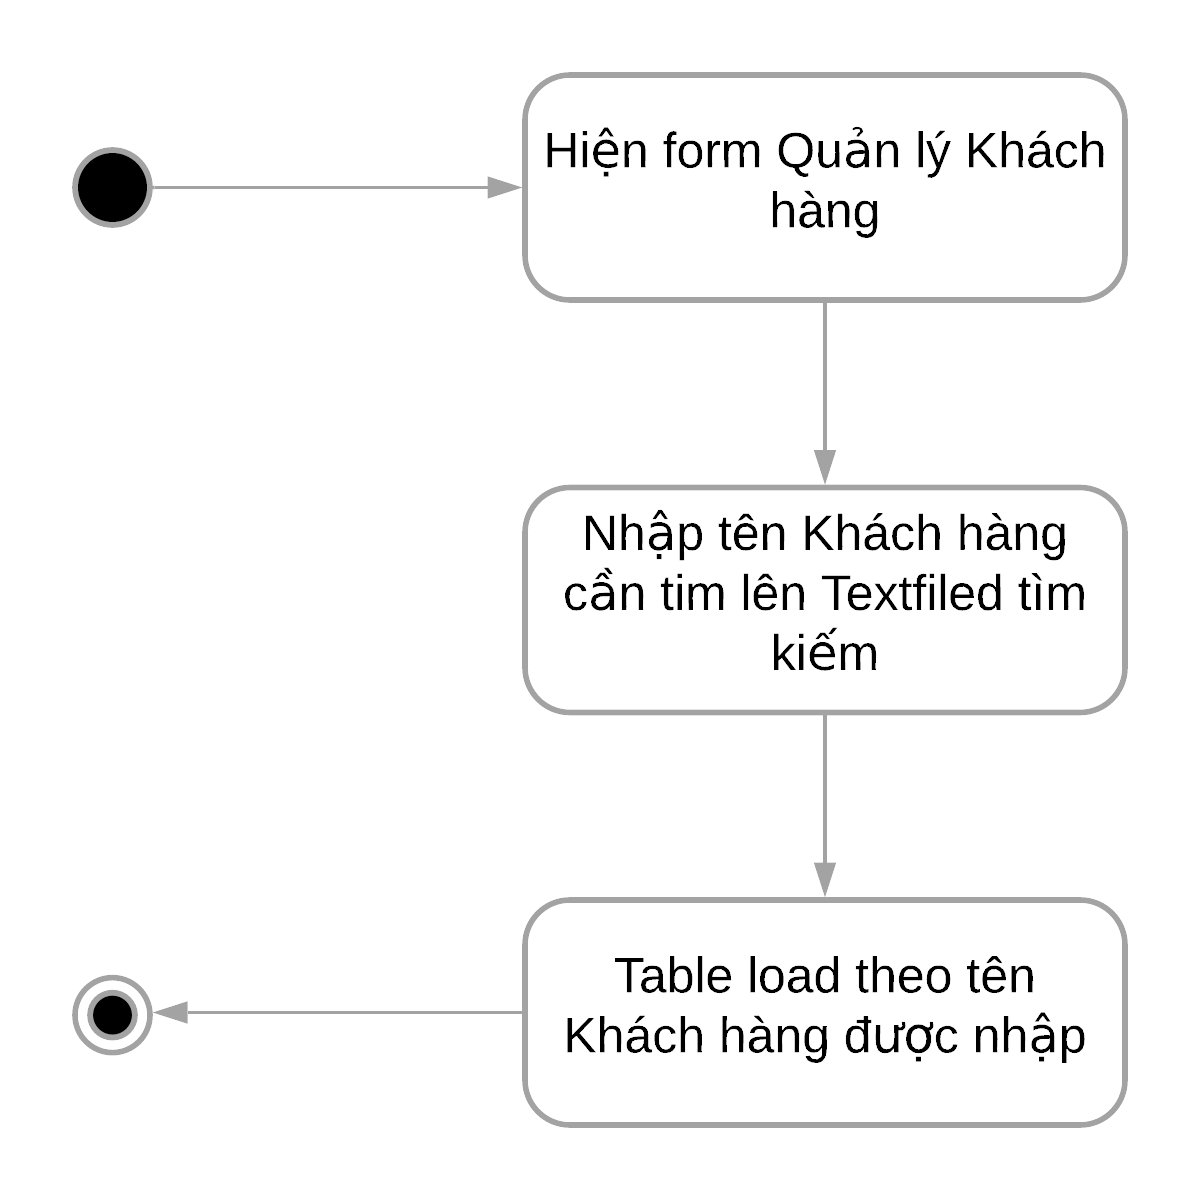 Hiện form Quản lý Khách
hàng
Nhập tên Khách hàng
cần tim lên Textfiled tìm
kiếm
Table load theo tên
Khách hàng được nhập